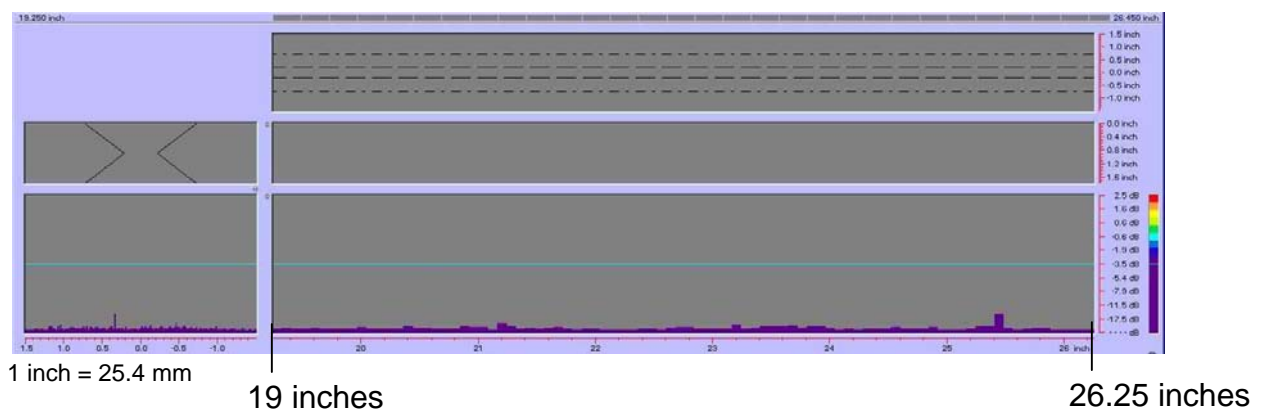 19.250 inch 26.450 inch
1.5 inch
1.0 inch
0.5 inch
0.0 inch
-0.5 inch
-1.0 inch
0.0 inch
0.4 inch
0.8 inch
1.2 inch
1.6 inch
2.5 dB
1.6 dB
0.6 dB
-0.6 dB
-1.9 dB
-3.5 dB
-5.4 dB
-7.9 dB
-11.5 dB
-17.5 dB
---- dB
1.5 1.0 0.5 0.0 -0.5 -1.0 20 21 22 23 24 25 26 inch
1 inch = 25.4 mm
19 inches 26.25 inches